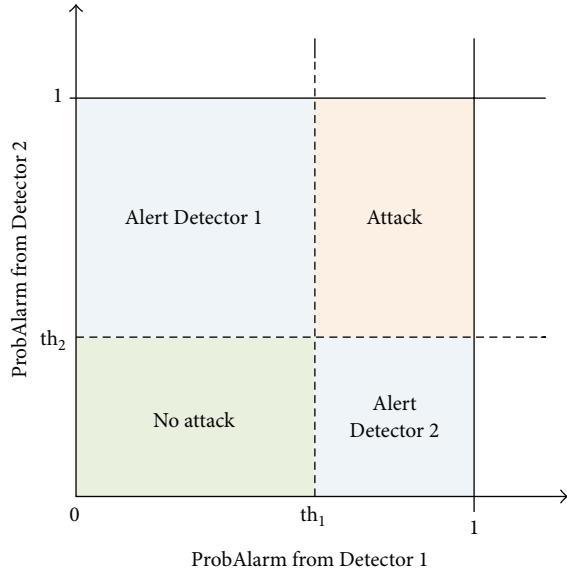 1
Alert Detector 1
Attack
ProbAlarm from Detector 2
th₂
No attack
Alert
Detector 2
0
th₁
1
ProbAlarm from Detector 1